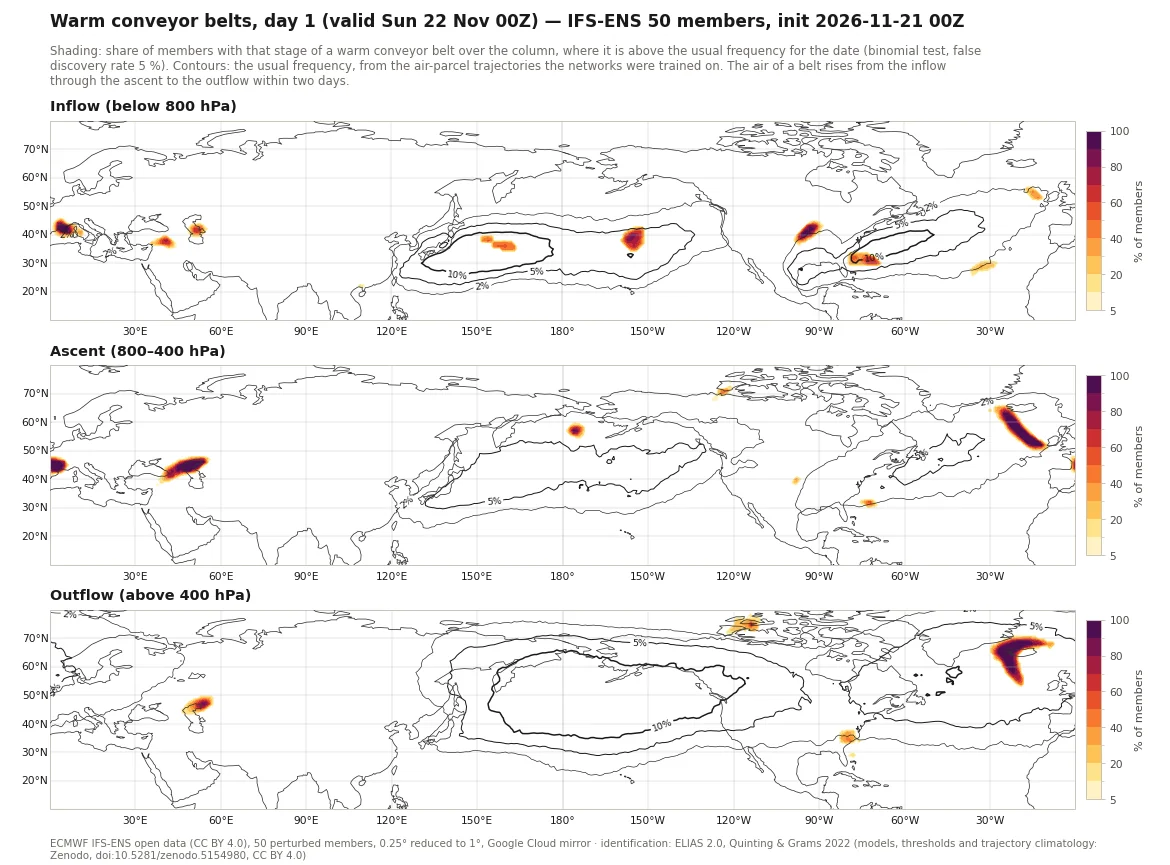 Warm conveyor belts, day 1 (valid Sun 22 Nov 00Z) — IFS-ENS 50 members, init 2026-11-21 00Z
Shading: share of members with that stage of a warm conveyor belt over the column, where it is above the usual frequency for the date (binomial test, false
discovery rate 5 %). Contours: the usual frequency, from the air-parcel trajectories the networks were trained on. The air of a belt rises from the inflow
through the ascent to the outflow within two days.
Inflow (below 800 hPa)
70°N
60°N
50°N
40°N
30°N
20°N
2%
10%
5%
2%
2%
5%
10%
30°E 60°E 90°E 120°E 150°E 180° 150°W 120°W 90°W 60°W 30°W
100
80
60
40
20
5
% of members
Ascent (800–400 hPa)
70°N
60°N
50°N
40°N
30°N
20°N
2%
5%
5%
2%
30°E 60°E 90°E 120°E 150°E 180° 150°W 120°W 90°W 60°W 30°W
100
80
60
40
20
5
% of members
Outflow (above 400 hPa)
70°N
60°N
50°N
40°N
30°N
20°N
2%
5%
10%
2%
5%
30°E 60°E 90°E 120°E 150°E 180° 150°W 120°W 90°W 60°W 30°W
100
80
60
40
20
5
% of members
ECMWF IFS-ENS open data (CC BY 4.0), 50 perturbed members, 0.25° reduced to 1°, Google Cloud mirror · identification: ELIAS 2.0, Quinting & Grams 2022 (models, thresholds and trajectory climatology:
Zenodo, doi:10.5281/zenodo.5154980, CC BY 4.0)